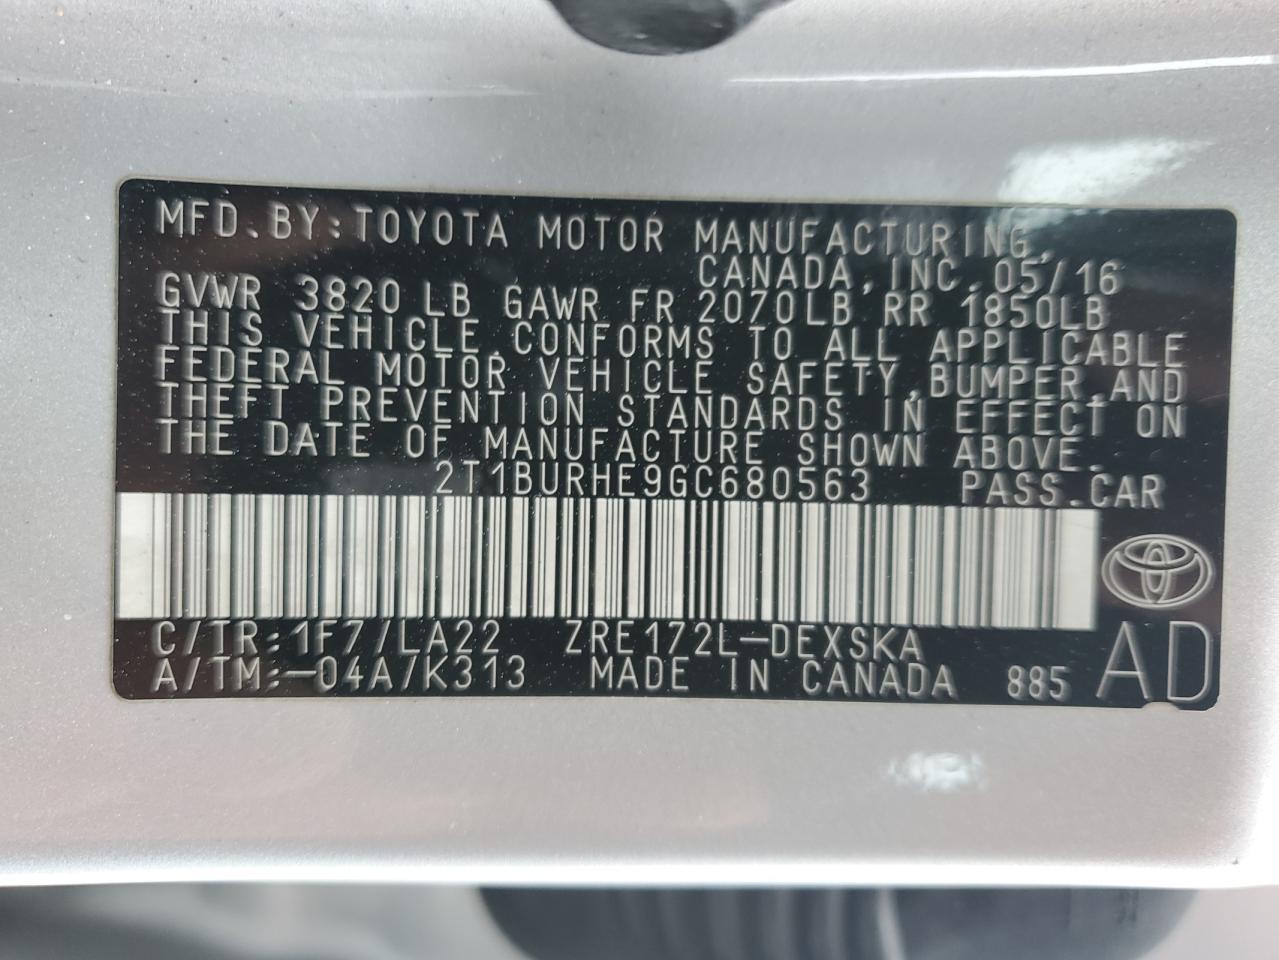 MFD.BY:TOYOTA MOTOR MANUFACTURING,
CANADA,INC.05/16
GVWR 3820 LB GAWR FR 2070LB RR 1850LB
THIS VEHICLE CONFORMS TO ALL APPLICABLE
FEDERAL MOTOR VEHICLE SAFETY,BUMPER,AND
THEFT PREVENTION STANDARDS IN EFFECT ON
THE DATE OF MANUFACTURE SHOWN ABOVE.
2T1BURHE9GC680563 PASS.CAR
C/TR:1F7/LA22 ZRE172L-DEXSKA
A/TM:-04A/K313 MADE IN CANADA 885 AD